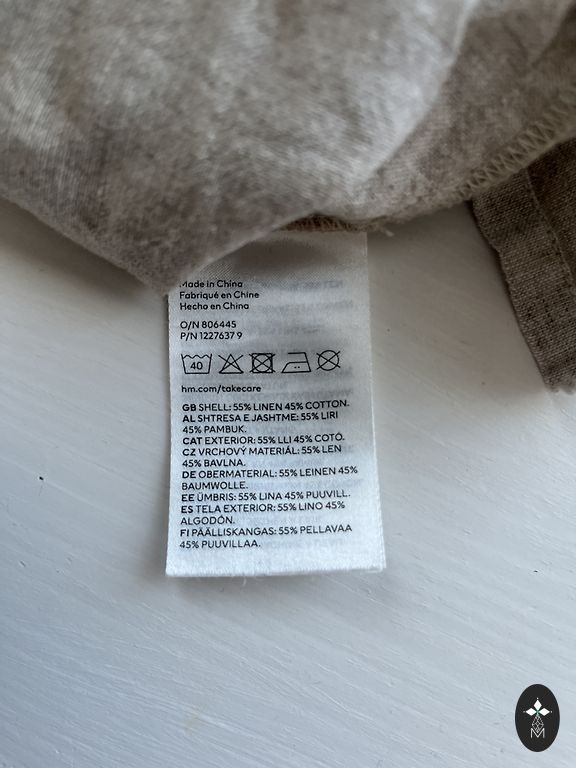 Made in China
Fabriqué en Chine
Hecho en China
O/N 806445
P/N 1227637 9
40
hm.com/takecare
GB SHELL: 55% LINEN 45% COTTON.
AL SHTRESA E JASHTME: 55% LIRI
45% PAMBUK.
CAT EXTERIOR: 55% LLI 45% COTÓ.
CZ VRCHOVÝ MATERIÁL: 55% LEN
45% BAVLNA.
DE OBERMATERIAL: 55% LEINEN 45%
BAUMWOLLE.
EE ÜMBRIS: 55% LINA 45% PUUVILL.
ES TELA EXTERIOR: 55% LINO 45%
ALGODÓN.
FI PÄÄLLISKANGAS: 55% PELLAVAA
45% PUUVILLAA.
M